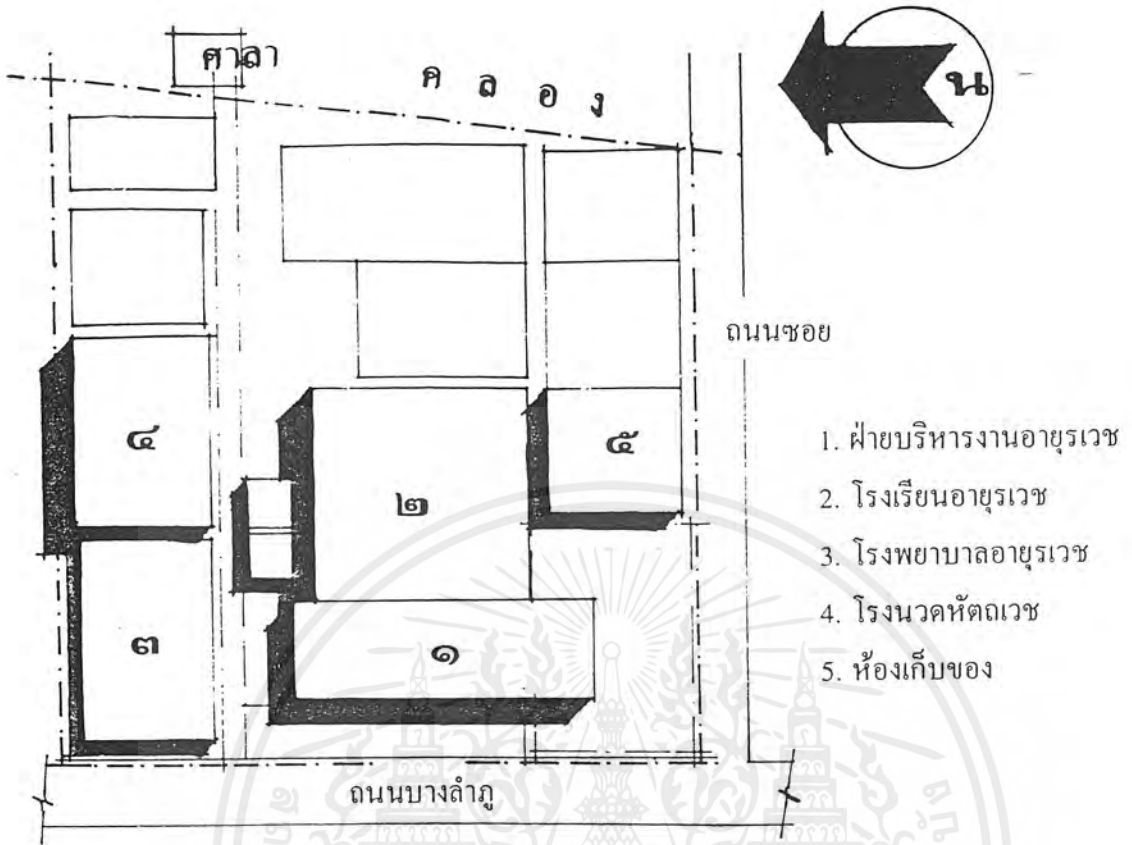 ศาลา
คลอง
น
ถนนซอย
๔
๕
๒
๓
๑
1. ฝ่ายบริหารงานอายุรเวช
2. โรงเรียนอายุรเวช
3. โรงพยาบาลอายุรเวช
4. โรงนวดหัตถเวช
5. ห้องเก็บของ
ถนนบางลำภู